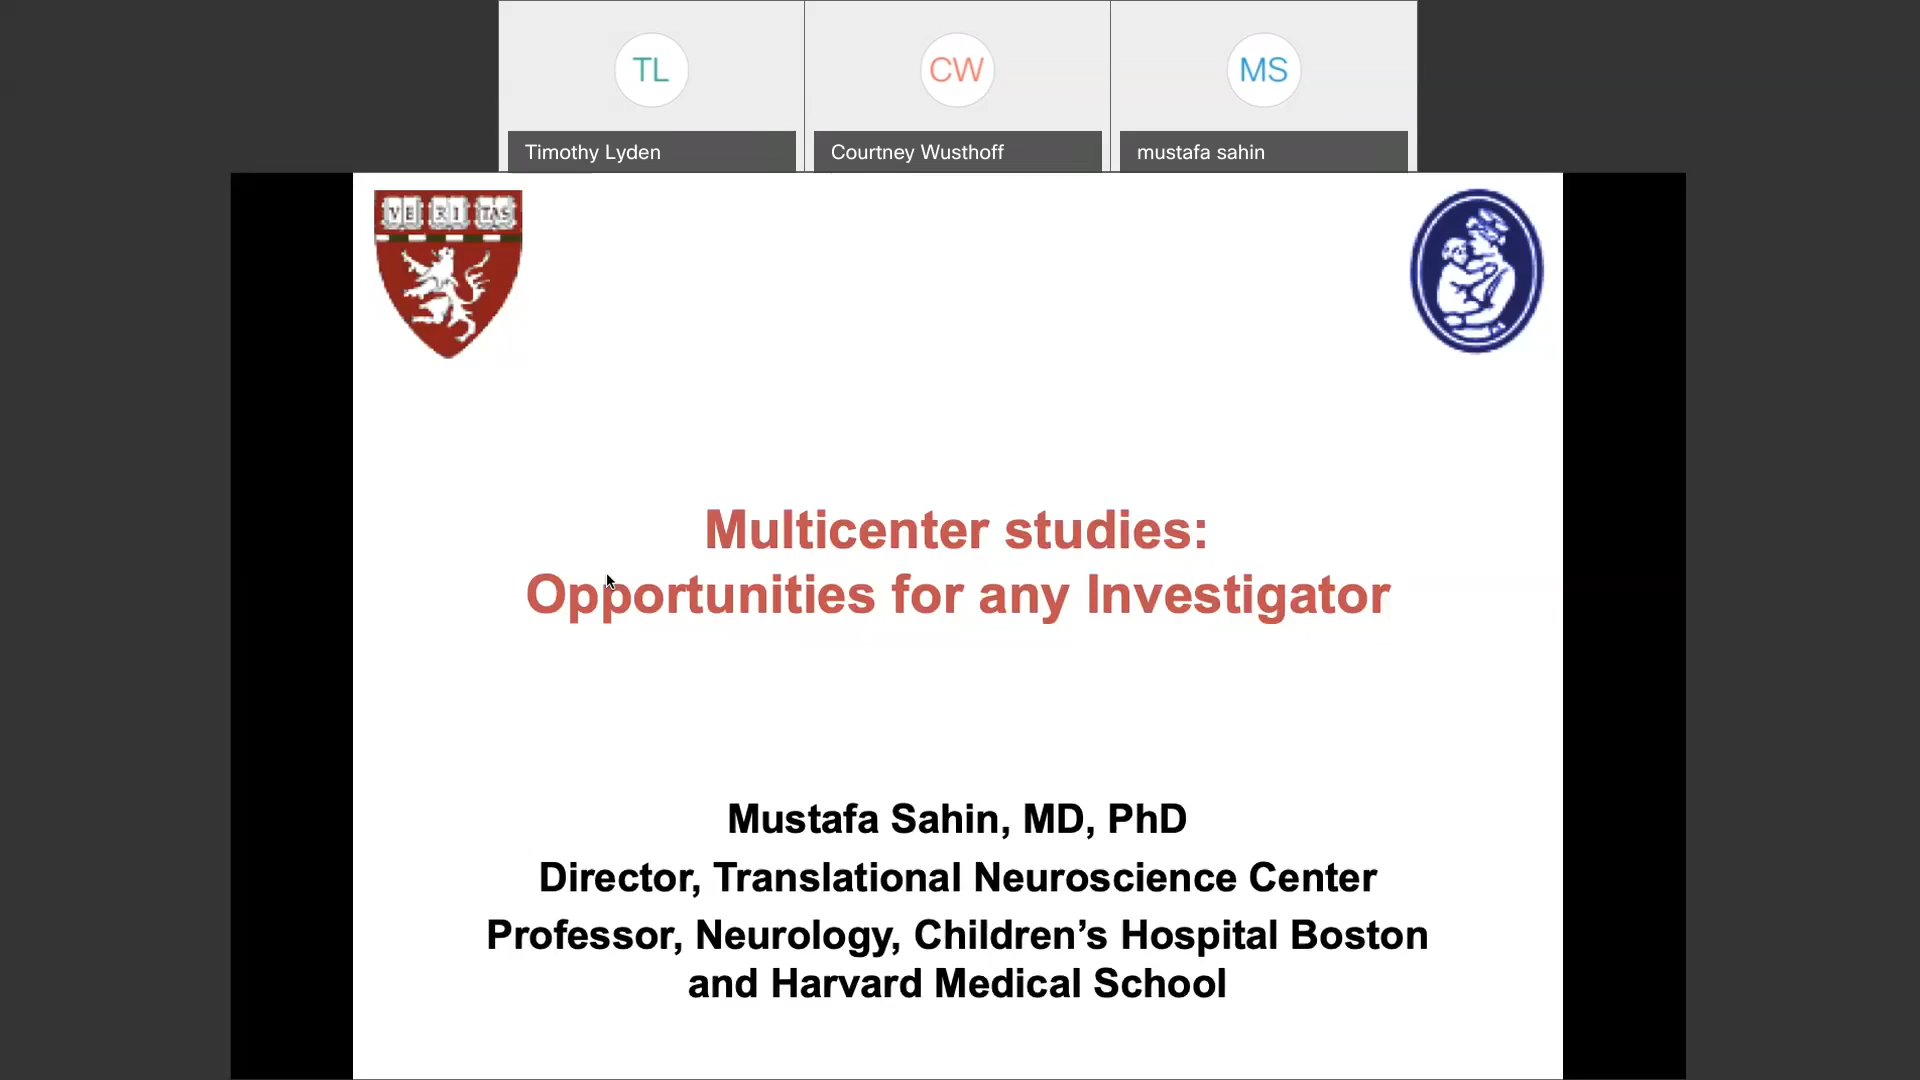 TL
CW
MS
Timothy Lyden
Courtney Wusthoff
mustafa sahin
VE RI TAS
Multicenter studies:
Opportunities for any Investigator
Mustafa Sahin, MD, PhD
Director, Translational Neuroscience Center
Professor, Neurology, Children’s Hospital Boston
and Harvard Medical School